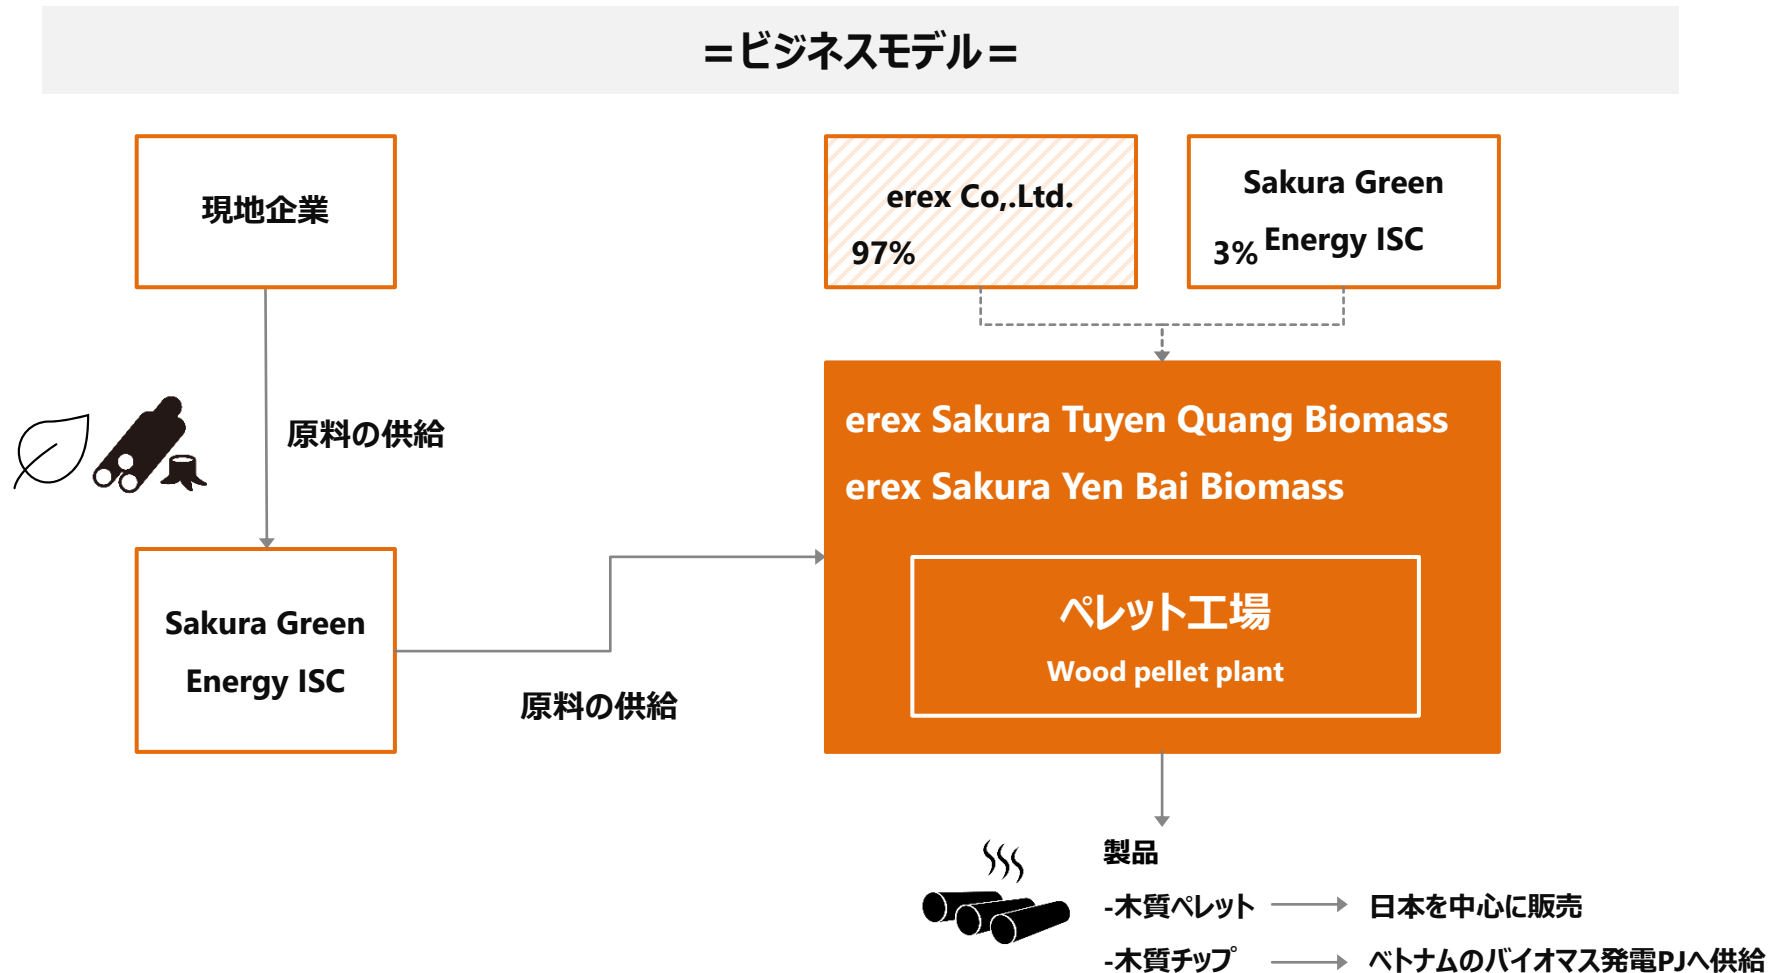 =ビジネスモデル=
現地企業
erex Co,.Ltd.
97%
Sakura Green
Energy ISC
3%
原料の供給
erex Sakura Tuyen Quang Biomass
erex Sakura Yen Bai Biomass
ペレット工場
Wood pellet plant
Sakura Green
Energy ISC
原料の供給
製品
-木質ペレット
日本を中心に販売
-木質チップ
ベトナムのバイオマス発電PJへ供給